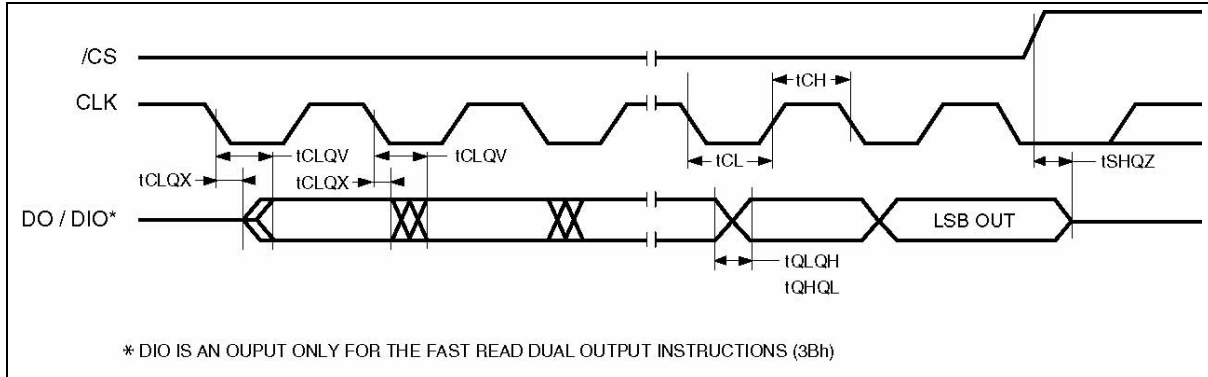 /CS
tCH
CLK
tCLQV
tCLQV
tCL
tSHQZ
tCLQX
tCLQX
DO / DIO*
LSB OUT
tQLQH
tQHQL
* DIO IS AN OUPUT ONLY FOR THE FAST READ DUAL OUTPUT INSTRUCTIONS (3Bh)